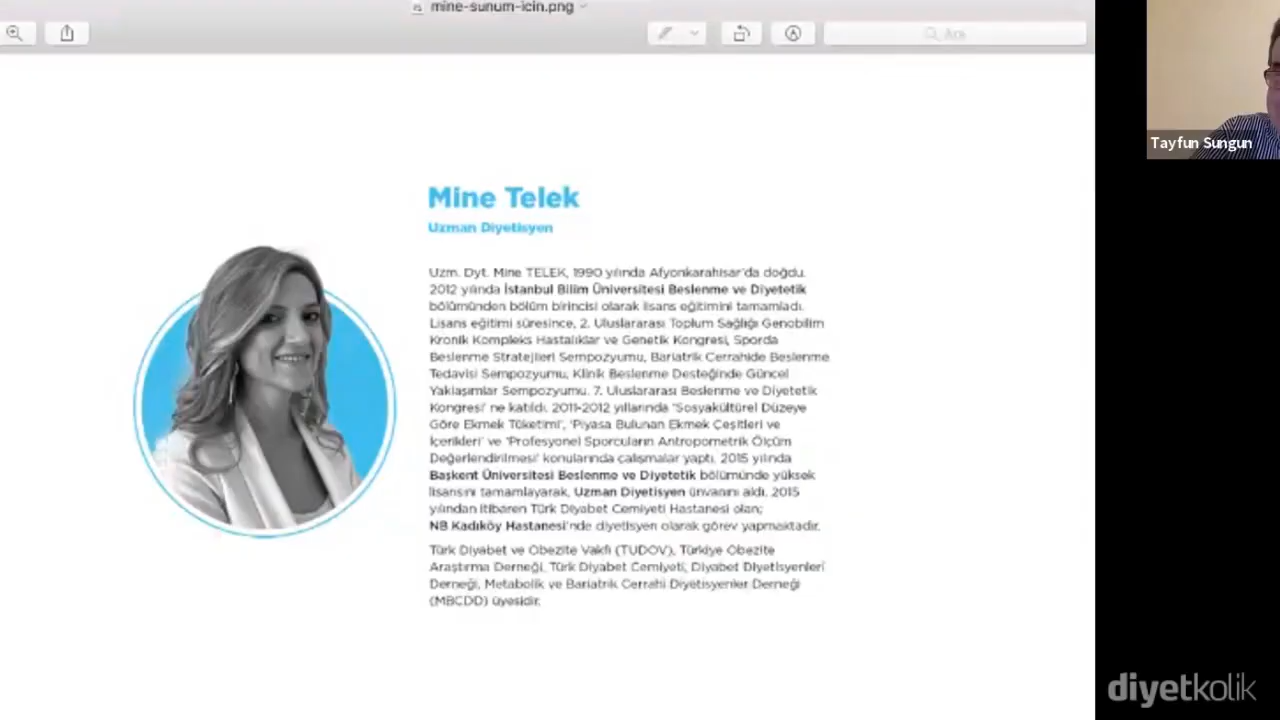 mine-sunum-icin.png
Ara
Tayfun Sungun
Mine Telek
Uzman Diyetisyen
Uzm. Dyt. Mine TELEK, 1990 yılında Afyonkarahisar'da doğdu.
2012 yılında İstanbul Bilim Üniversitesi Beslenme ve Diyetetik
bölümünden bölüm birincisi olarak lisans eğitimini tamamladı.
Lisans eğitimi süresince, 2. Uluslararası Toplum Sağlığı Genobilim
Kronik Kompleks Hastalıklar ve Genetik Kongresi, Sporda
Beslenme Stratejileri Sempozyumu, Bariatrik Cerrahide Beslenme
Tedavisi Sempozyumu, Klinik Beslenme Desteğinde Güncel
Yaklaşımlar Sempozyumu, 7. Uluslararası Beslenme ve Diyetetik
Kongresi' ne katıldı. 2011-2012 yıllarında 'Sosyakültürel Düzeye
Göre Ekmek Tüketimi', 'Piyasa Bulunan Ekmek Çeşitleri ve
İçerikleri' ve 'Profesyonel Sporcuların Antropometrik Ölçüm
Değerlendirilmesi' konularında çalışmalar yaptı. 2015 yılında
Başkent Üniversitesi Beslenme ve Diyetetik bölümünde yüksek
lisansını tamamlayarak, Uzman Diyetisyen ünvanını aldı. 2015
yılından itibaren Türk Diyabet Cemiyeti Hastanesi olan;
NB Kadıköy Hastanesi'nde diyetisyen olarak görev yapmaktadır.
Türk Diyabet ve Obezite Vakfı (TUDOV), Türkiye Obezite
Araştırma Derneği, Türk Diyabet Cemiyeti, Diyabet Diyetisyenleri
Derneği, Metabolik ve Bariatrik Cerrahi Diyetisyenler Derneği
(MBCDD) üyesidir.
diyetkolik